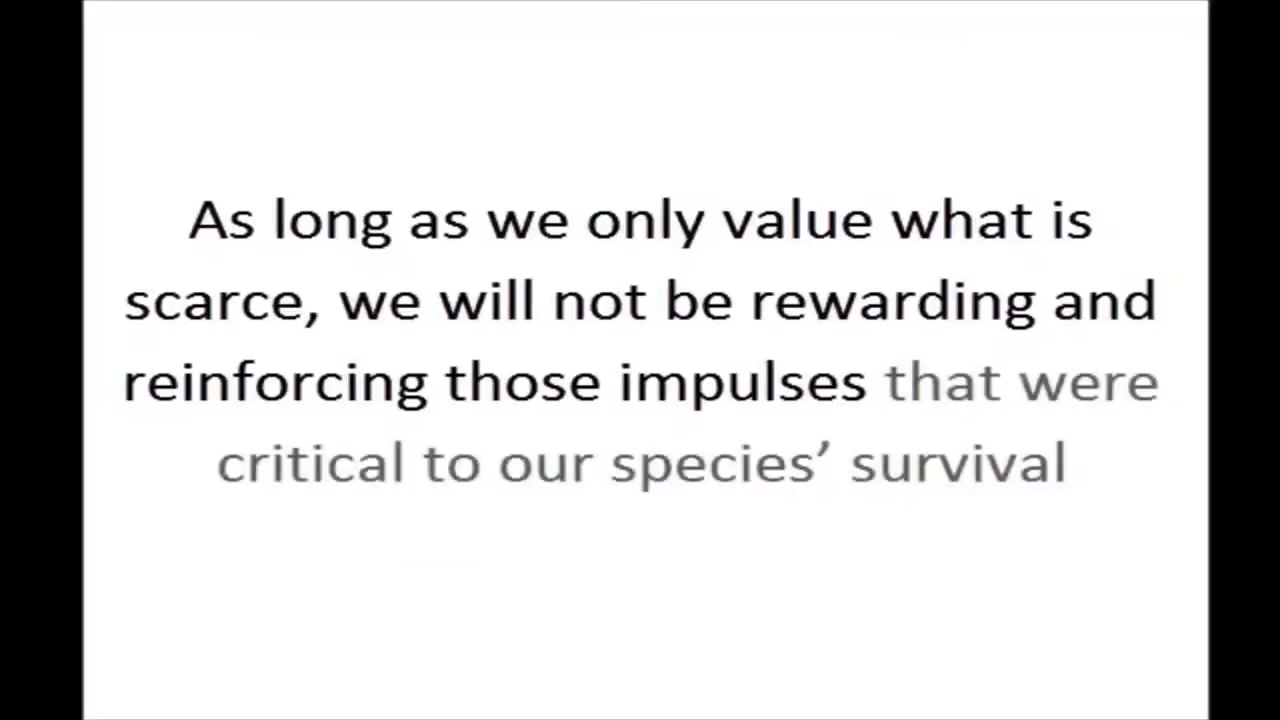 As long as we only value what is
scarce, we will not be rewarding and
reinforcing those impulses that were
critical to our species’ survival